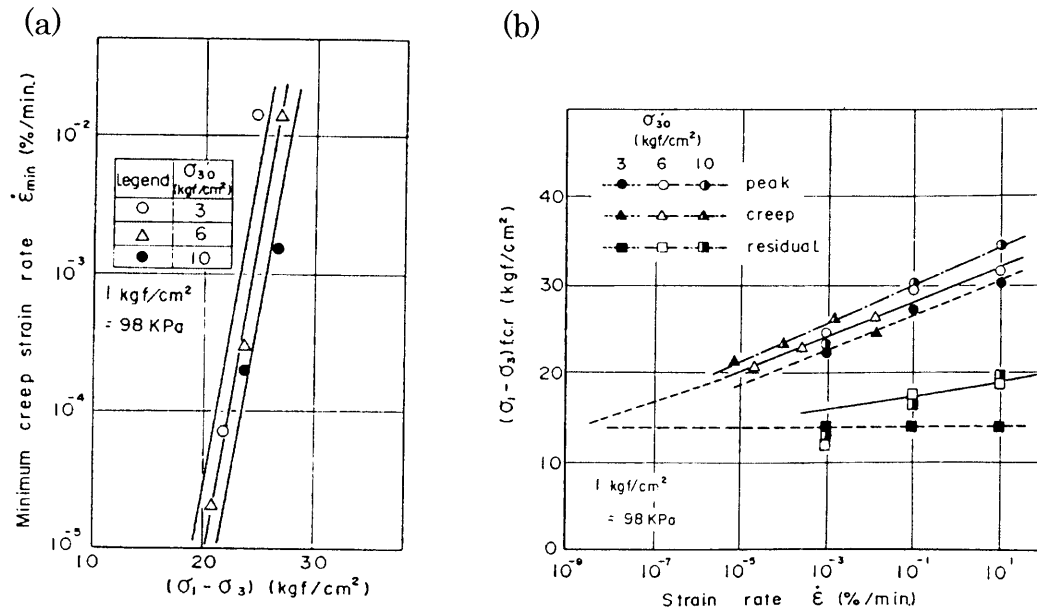 (a)
Minimum creep strain rate ε̇min (%/min.)
10⁻²
10⁻³
10⁻⁴
10⁻⁵
Legend σ₃₀
(kgf/cm²)
○ 3
△ 6
● 10
1 kgf/cm²
= 98 KPa
10 20 30
(σ₁-σ₃) (kgf/cm²)
(b)
(σ₁-σ₃)f.c.r (kgf/cm²)
σ'₃₀
(kgf/cm²)
3 6 10
peak
creep
residual
40
30
20
10
0
1 kgf/cm²
= 98 KPa
10⁻⁹ 10⁻⁷ 10⁻⁵ 10⁻³ 10⁻¹ 10¹
Strain rate ε̇ (%/min.)